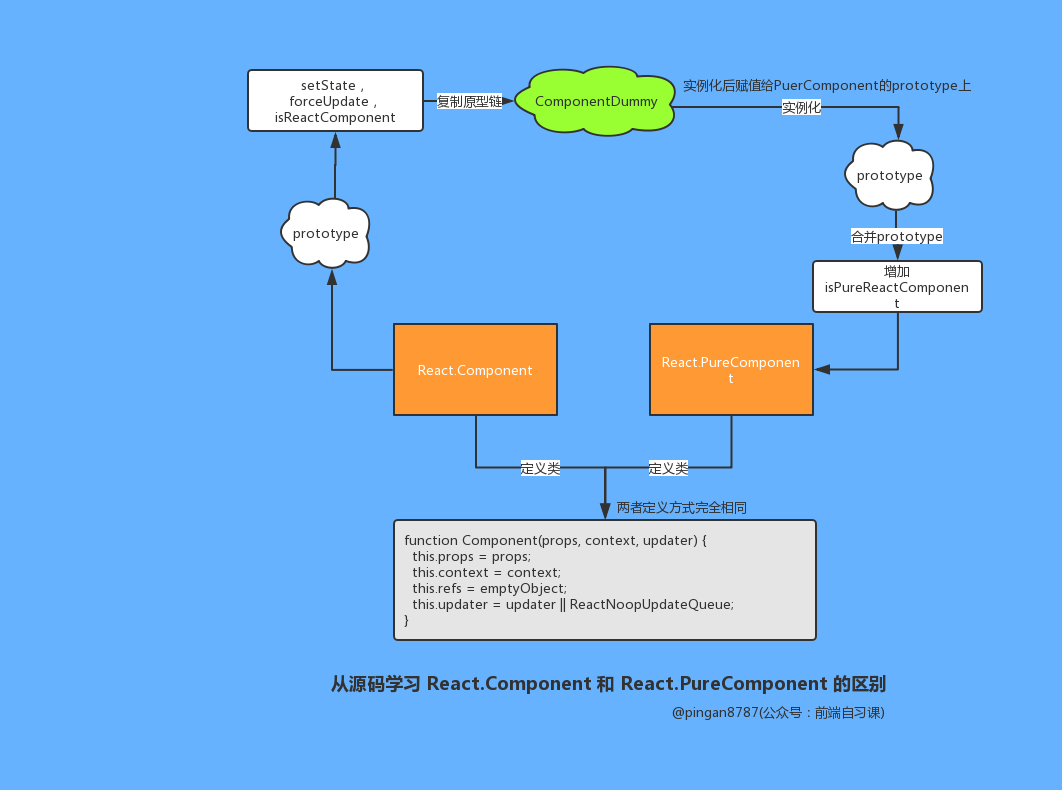 setState，
forceUpdate，
isReactComponent
复制原型链
ComponentDummy
实例化后赋值给PuerComponent的prototype上
实例化
prototype
prototype
合并prototype
增加
isPureReactComponen
t
React.Component
React.PureComponen
t
定义类
定义类
两者定义方式完全相同
function Component(props, context, updater) {
  this.props = props;
  this.context = context;
  this.refs = emptyObject;
  this.updater = updater || ReactNoopUpdateQueue;
}
从源码学习 React.Component 和 React.PureComponent 的区别
@pingan8787(公众号：前端自习课)